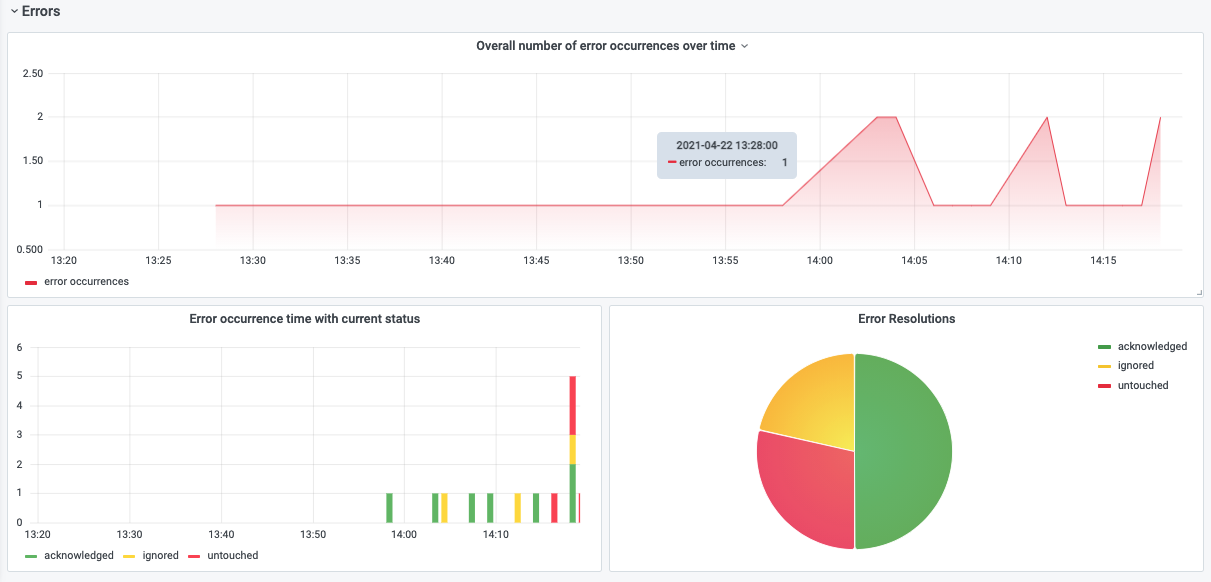 Errors
Overall number of error occurrences over time
2.50
2
1.50
1
0.500
13:20 13:25 13:30 13:35 13:40 13:45 13:50 13:55 14:00 14:05 14:10 14:15
2021-04-22 13:28:00
error occurrences: 1
error occurrences
Error occurrence time with current status
6
5
4
3
2
1
0
13:20 13:30 13:40 13:50 14:00 14:10
acknowledged ignored untouched
Error Resolutions
acknowledged
ignored
untouched